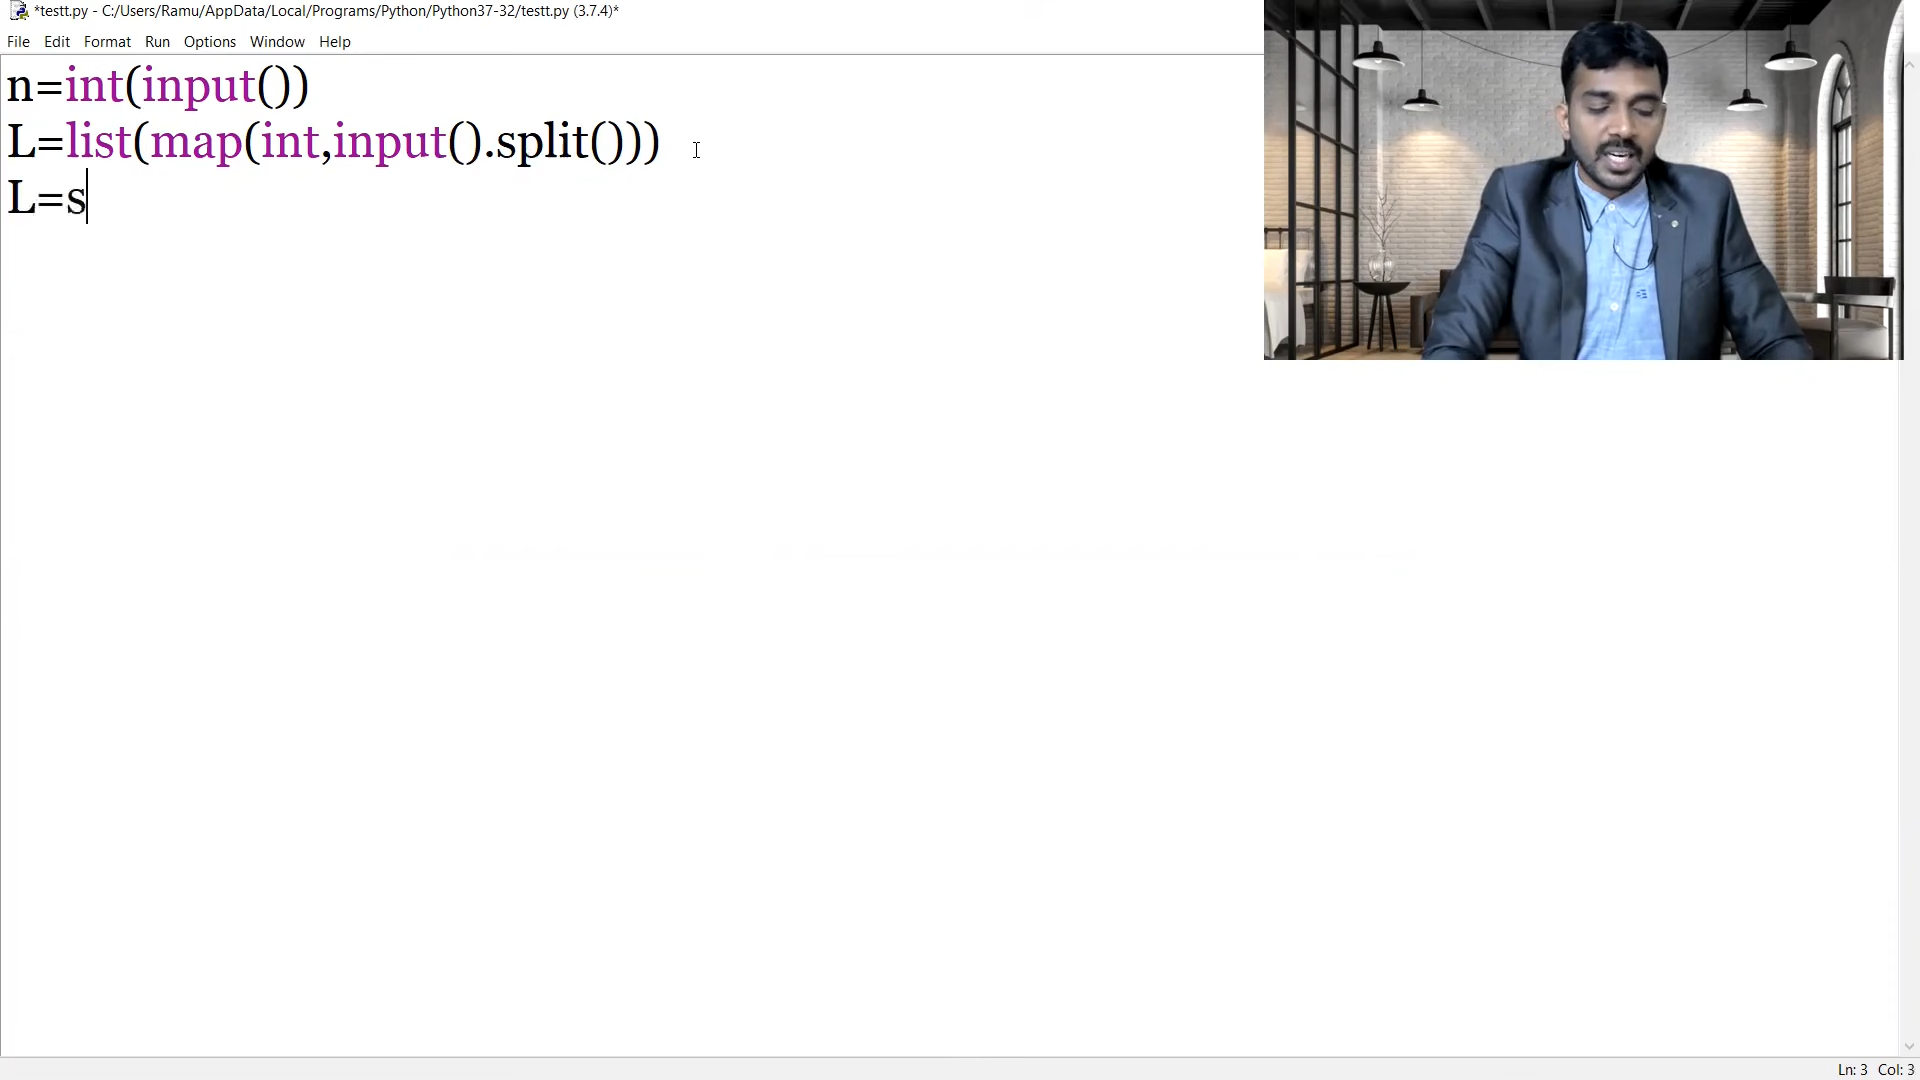 *testt.py - C:/Users/Ramu/AppData/Local/Programs/Python/Python37-32/testt.py (3.7.4)*
File Edit Format Run Options Window Help
n=int(input())
L=list(map(int,input().split()))
L=s
Ln: 3 Col: 3